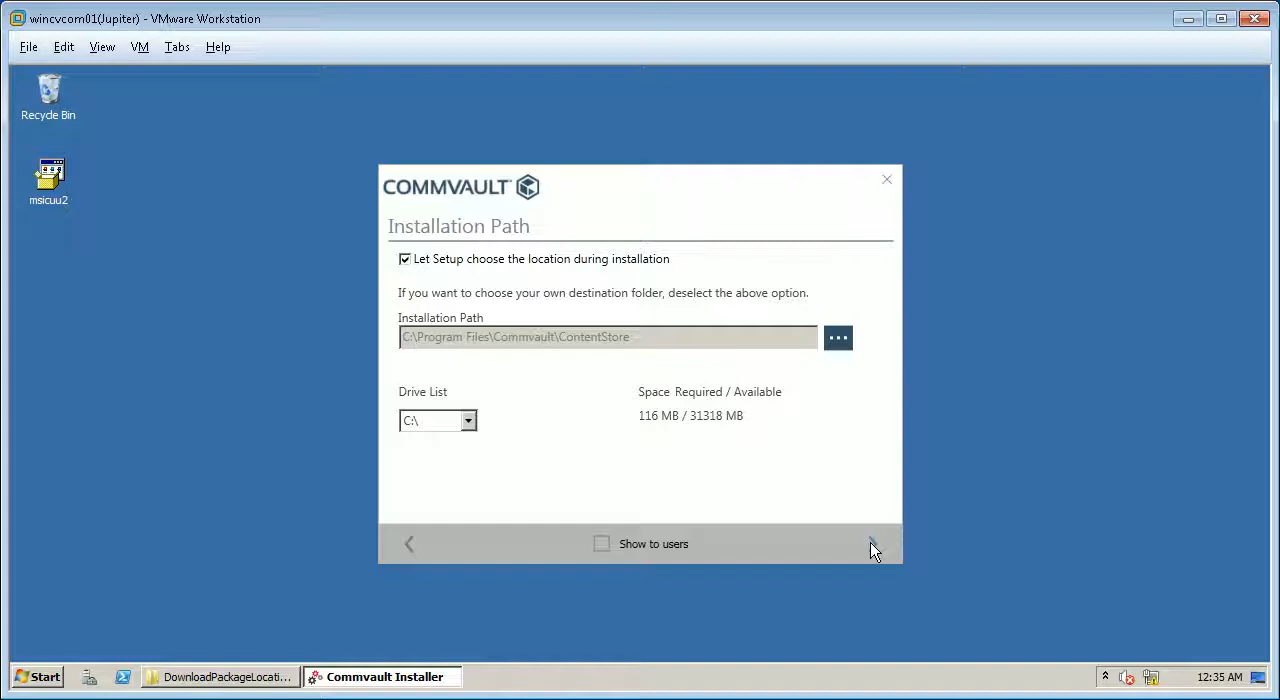 wincvcom01(Jupiter) - VMware Workstation
File Edit View VM Tabs Help
Recycle Bin
msicuu2
COMMVAULT
Installation Path
Let Setup choose the location during installation
If you want to choose your own destination folder, deselect the above option.
Installation Path
C:\Program Files\Commvault\ContentStore
...
Drive List
Space Required / Available
C:\
116 MB / 31318 MB
Show to users
Start
DownloadPackageLocati...
Commvault Installer
12:35 AM